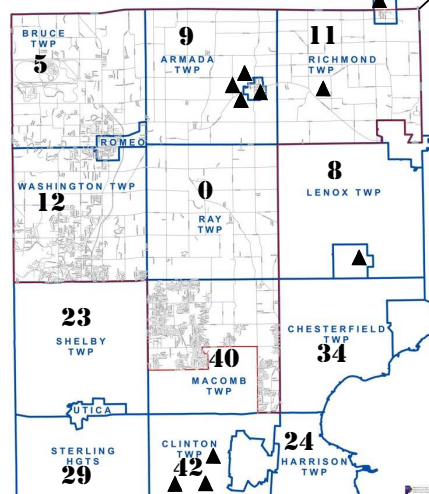 BRUCE
TWP
5
9
ARMADA
TWP
11
RICHMOND
TWP
ROMEO
WASHINGTON TWP
12
0
RAY
TWP
8
LENOX TWP
23
SHELBY
TWP
40
MACOMB
TWP
CHESTERFIELD
TWP
34
UTICA
STERLING
HGTS
29
CLINTON
TWP
42
24
HARRISON
TWP